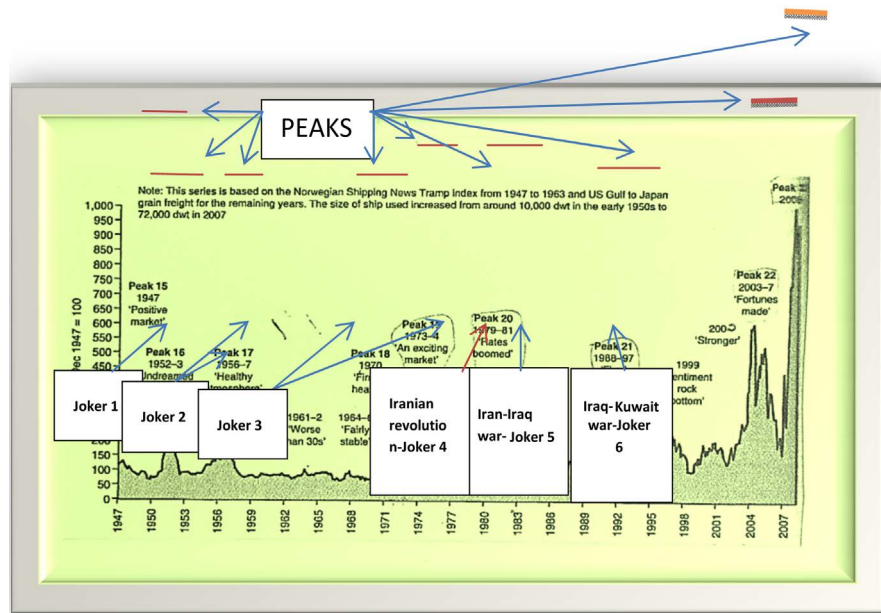 PEAKS
Note: This series is based on the Norwegian Shipping News Tramp Index from 1947 to 1963 and US Gulf to Japan
grain freight for the remaining years. The size of ship used increased from around 10,000 dwt in the early 1950s to
72,000 dwt in 2007
Peak
1,000
950
900
850
800
750
700
650
600
550
500
450
150
100
50
0
Dec 1947 = 100
Peak 15
1947
'Positive
market'
Peak 16
1952–3
Peak 17
1956–7
'Healthy
1961–2
'Worse
Peak 18
1970
'Fairly
stable'
1973–4
'An exciting
market'
Peak 20
1979–81
'Rates
boomed'
Peak 21
1988–97
1999
rock
Peak 22
2003–7
'Fortunes
made'
'Stronger'
Joker 1
Joker 2
Joker 3
Iranian
revolutio
n-Joker 4
Iran-Iraq
war- Joker 5
Iraq-Kuwait
war-Joker
6
1947
1950
1953
1956
1959
1962
1965
1968
1971
1974
1977
1980
1983
1986
1989
1992
1995
1998
2001
2004
2007